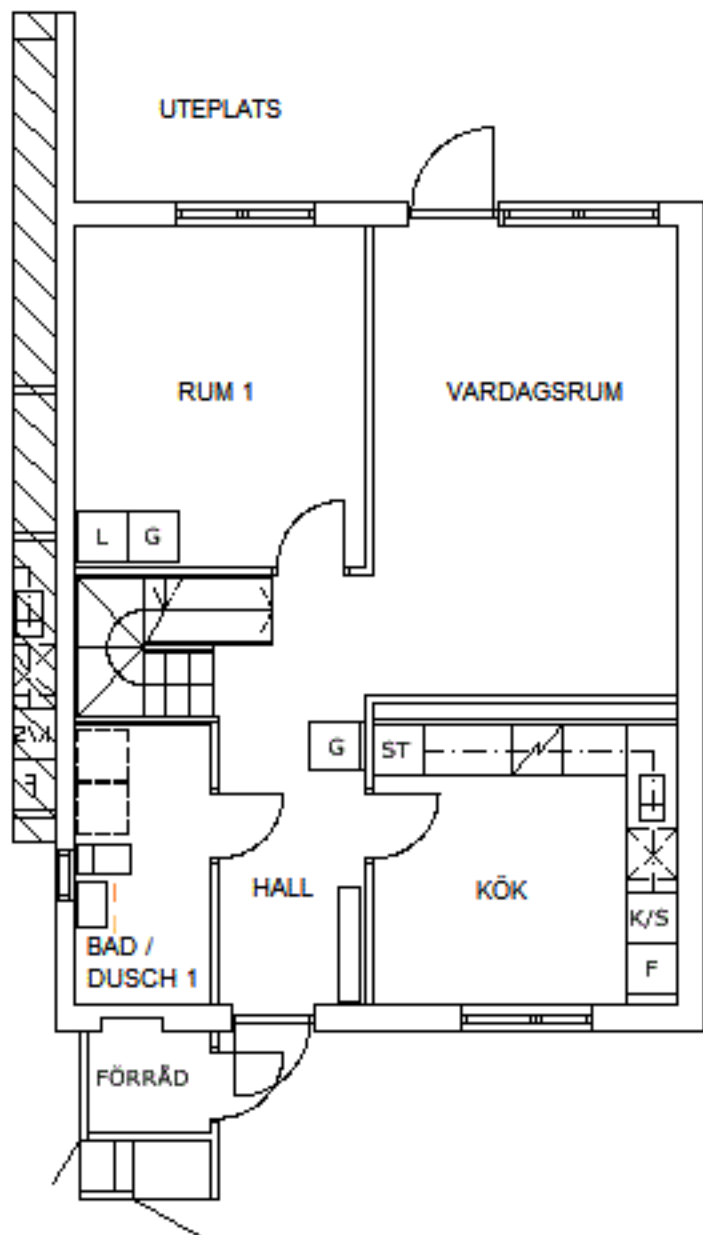 UTEPLATS
RUM 1
VARDAGSRUM
L G
G
ST
K/S
F
HALL
KÖK
BAD /
DUSCH 1
K/S
F
FÖRRÅD